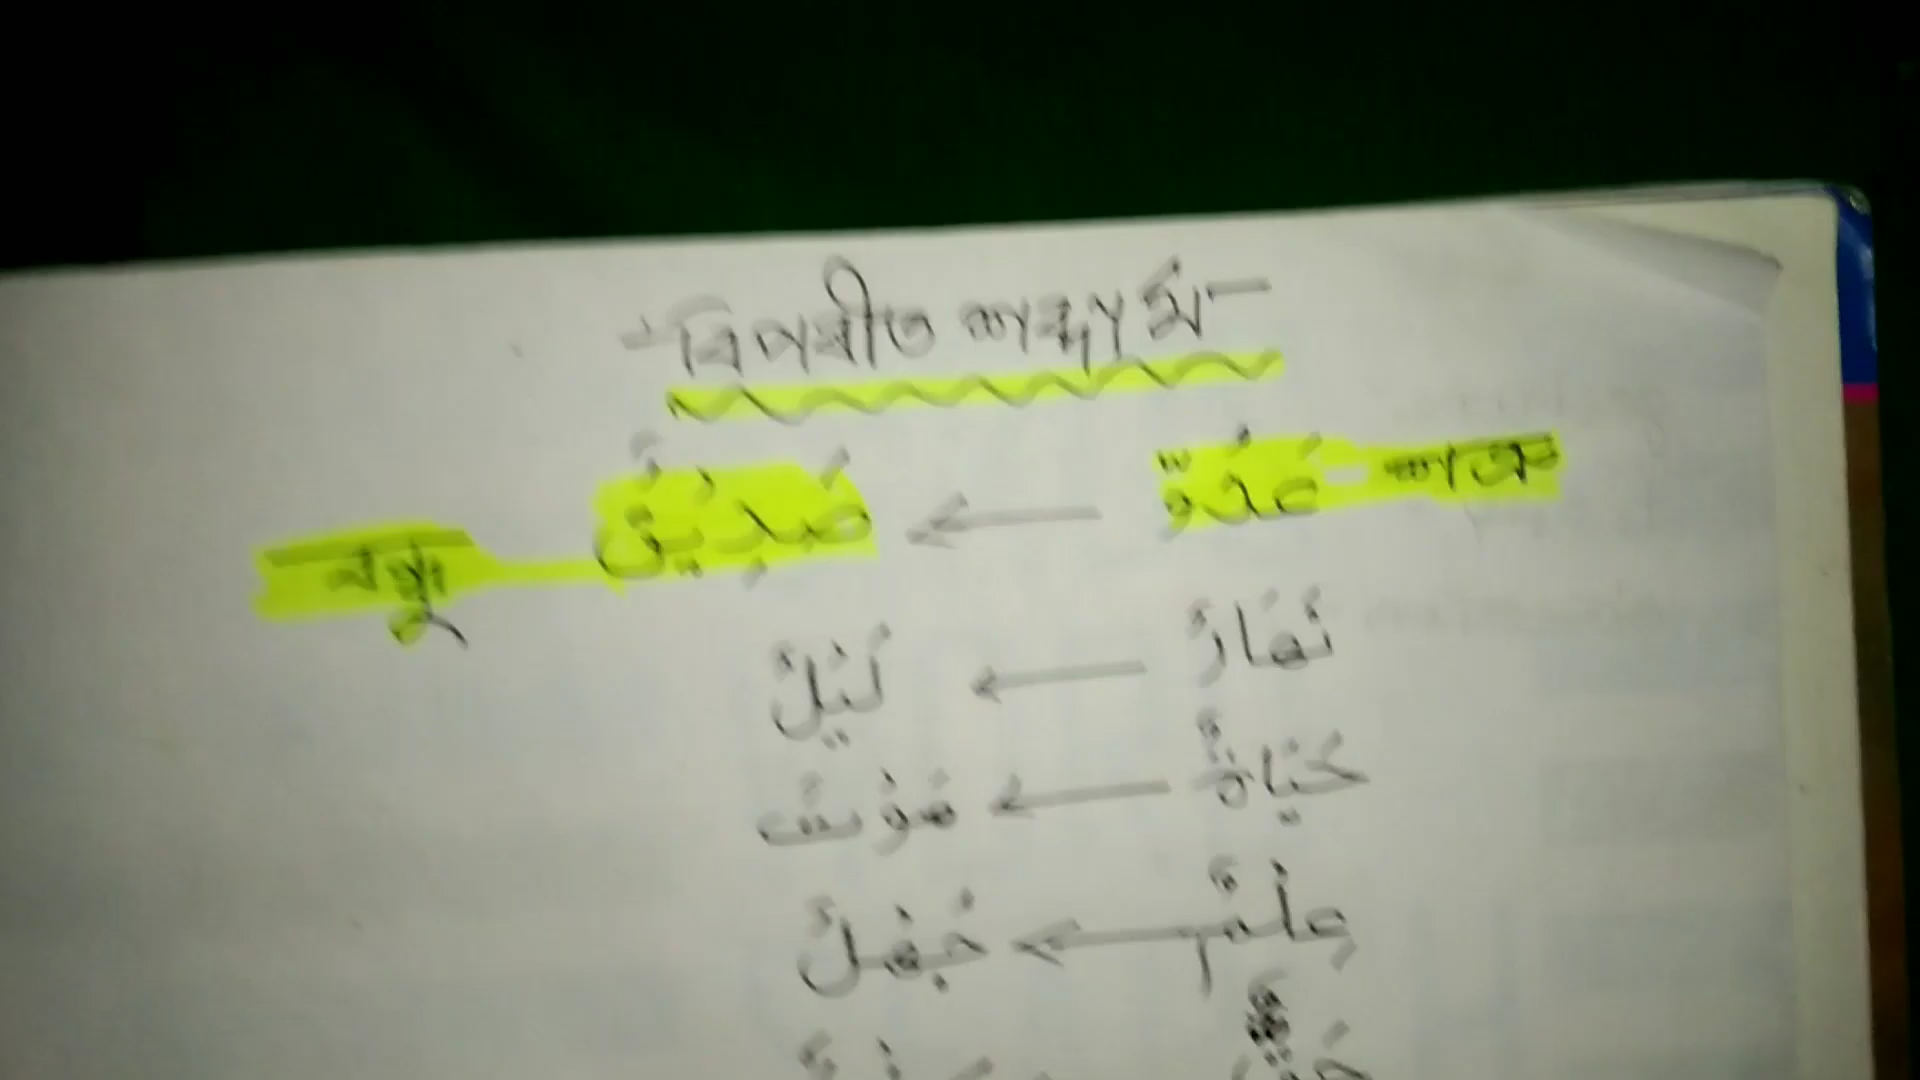 বিপরীত শব্দার্থ
عَدُوٌّ - শত্রু ← صَدِيْقٌ - বন্ধু
نَهَارٌ ← لَيْلٌ
حَيَاةٌ ← مَوْتٌ
عِلْمٌ ← جَهْلٌ